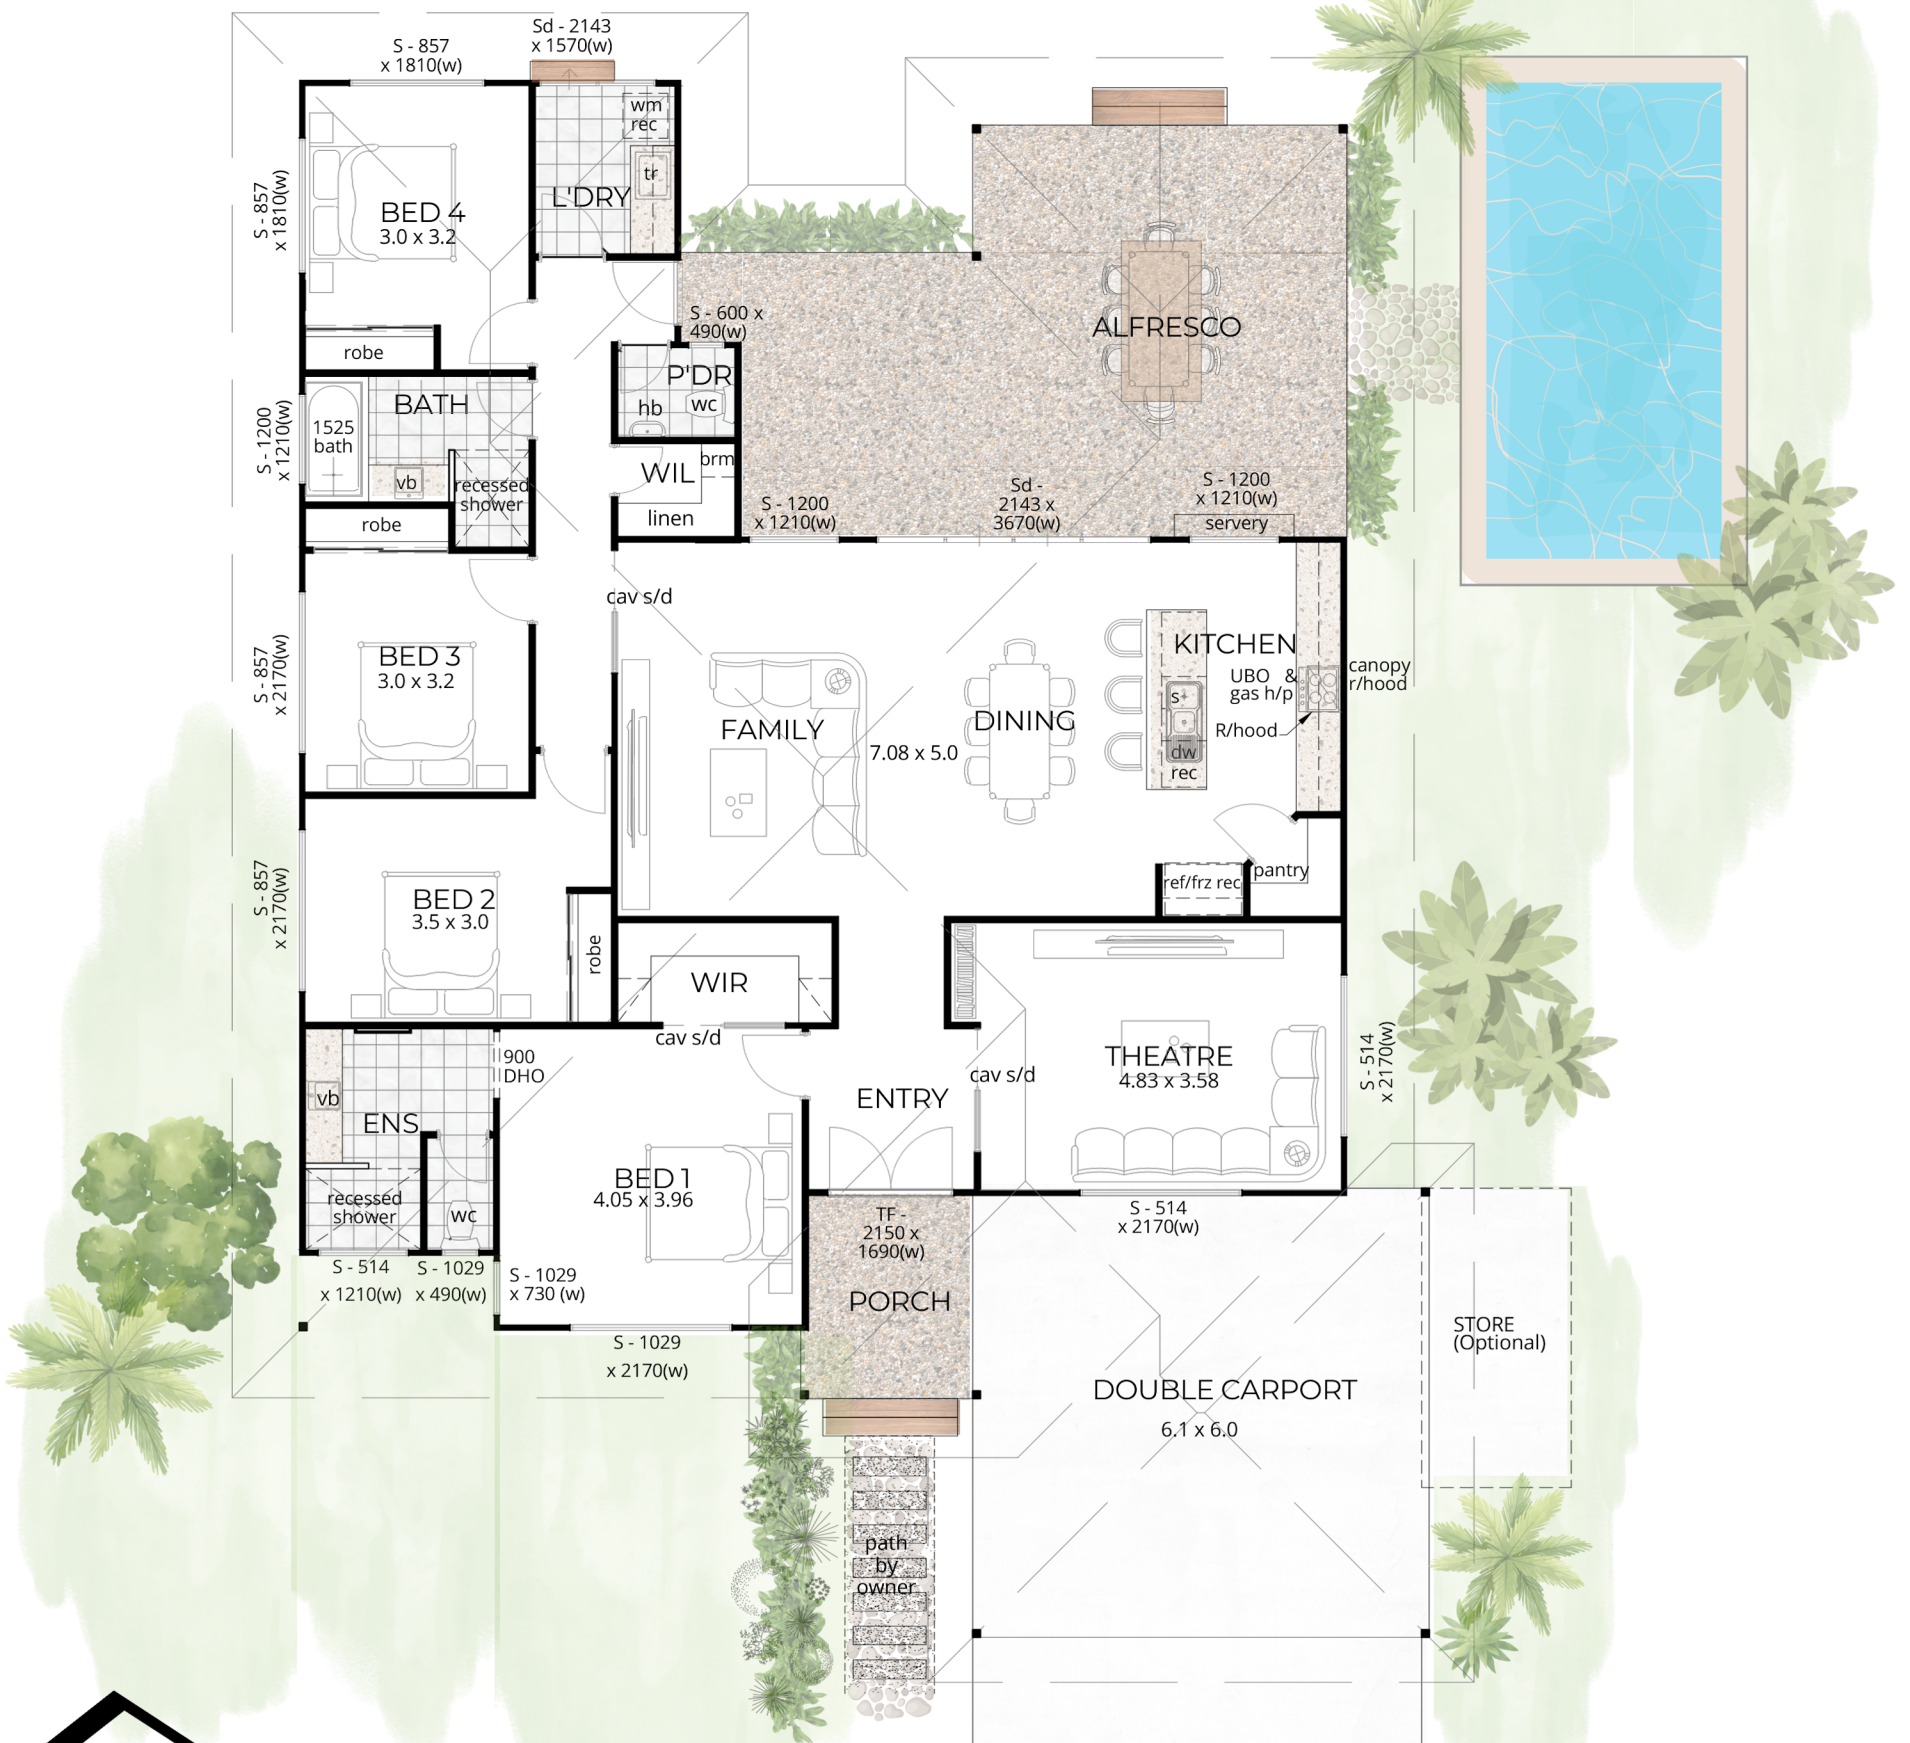 Sd - 2143
x 1570(w)
S - 857
x 1810(w)
wm
rec
tr
L'DRY
S - 857
x 1810(w)
BED 4
3.0 x 3.2
robe
S - 600 x
490(w)
ALFRESCO
P'DR
hb
wc
BATH
1525
bath
vb
recessed
shower
S - 1200
x 1210(w)
WIL
brm
linen
robe
S - 1200
x 1210(w)
Sd -
2143 x
3670(w)
S - 1200
x 1210(w)
servery
cav s/d
BED 3
3.0 x 3.2
S - 857
x 2170(w)
FAMILY
DINING
7.08 x 5.0
KITCHEN
UBO &
gas h/p
canopy
r/hood
R/hood
s
dw
rec
ref/frz rec
pantry
BED 2
3.5 x 3.0
S - 857
x 2170(w)
robe
WIR
cav s/d
900
DHO
vb
ENS
recessed
shower
wc
BED 1
4.05 x 3.96
ENTRY
cav s/d
THEATRE
4.83 x 3.58
S - 514
x 2170(w)
S - 514
x 1210(w)
S - 1029
x 490(w)
S - 1029
x 730 (w)
S - 1029
x 2170(w)
TF -
2150 x
1690(w)
PORCH
S - 514
x 2170(w)
STORE
(Optional)
DOUBLE CARPORT
6.1 x 6.0
path
by
owner